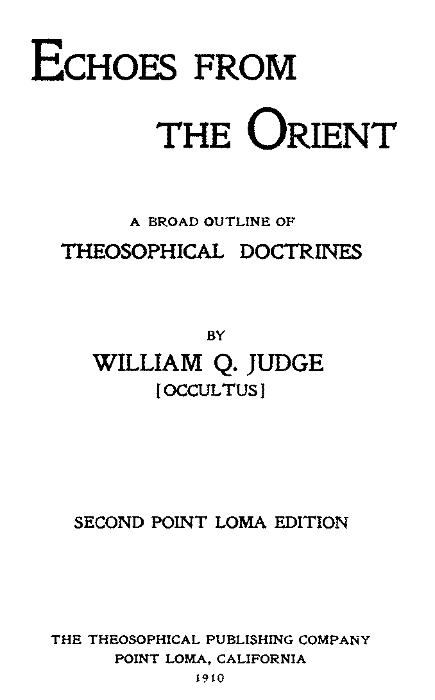 ECHOES FROM
THE ORIENT
A BROAD OUTLINE OF
THEOSOPHICAL DOCTRINES
BY
WILLIAM Q. JUDGE
[OCCULTUS]
SECOND POINT LOMA EDITION
THE THEOSOPHICAL PUBLISHING COMPANY
POINT LOMA, CALIFORNIA
1910